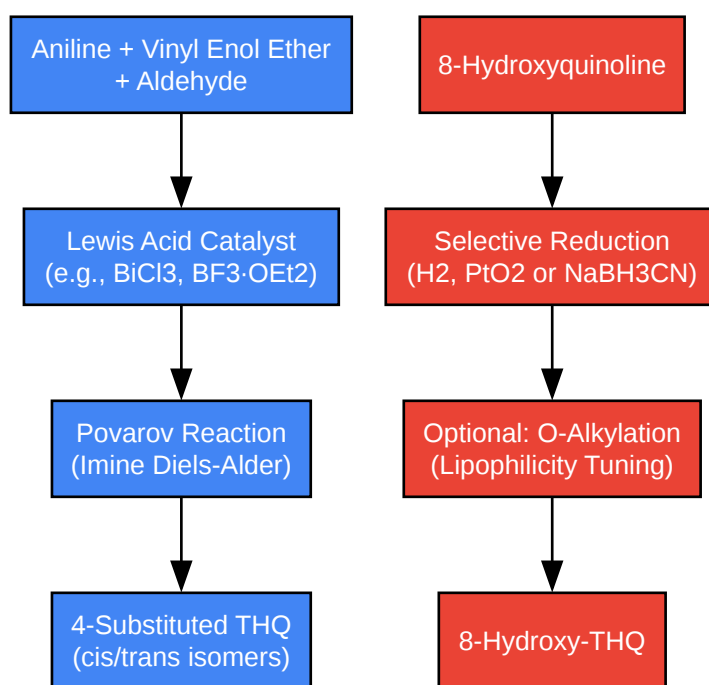 Aniline + Vinyl Enol Ether
+ Aldehyde
Lewis Acid Catalyst
(e.g., BiCl3, BF3·OEt2)
Povarov Reaction
(Imine Diels-Alder)
4-Substituted THQ
(cis/trans isomers)
8-Hydroxyquinoline
Selective Reduction
(H2, PtO2 or NaBH3CN)
Optional: O-Alkylation
(Lipophilicity Tuning)
8-Hydroxy-THQ